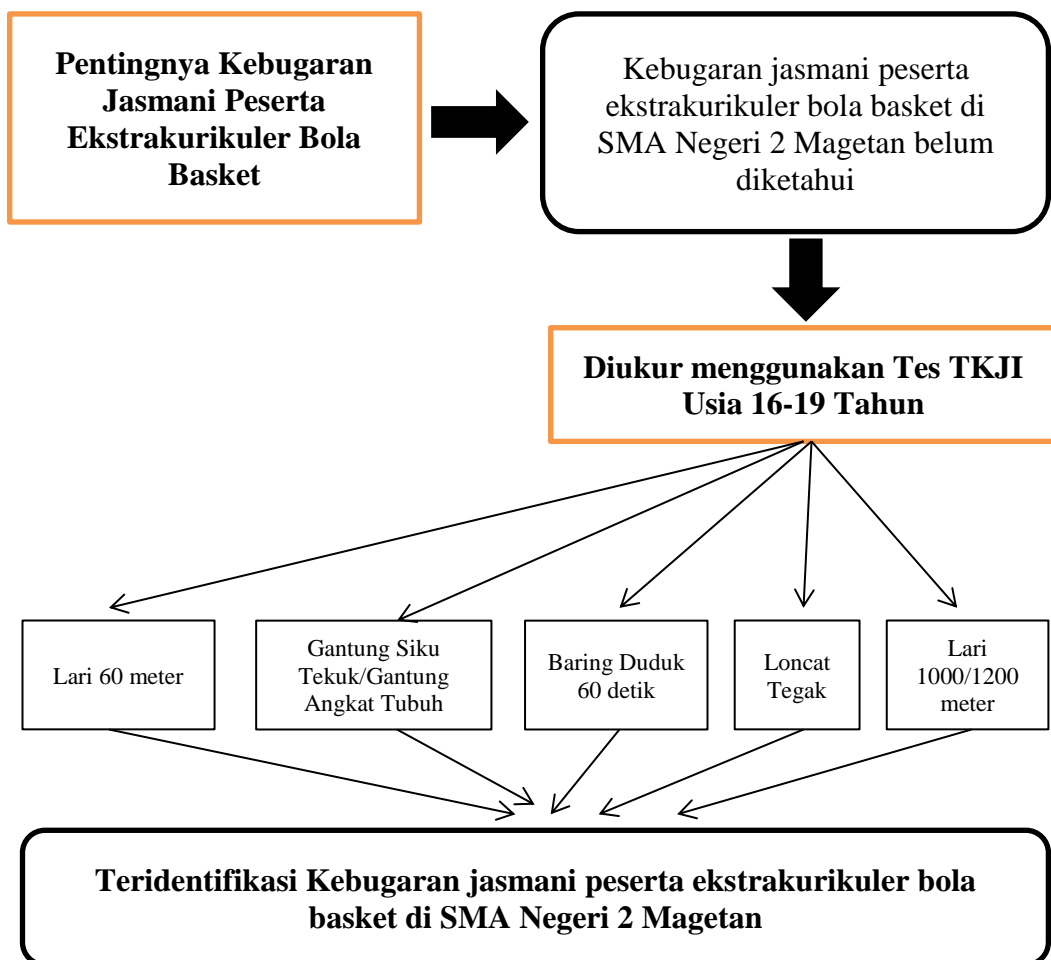 Pentingnya Kebugaran
Jasmani Peserta
Ekstrakurikuler Bola
Basket
Kebugaran jasmani peserta
ekstrakurikuler bola basket di
SMA Negeri 2 Magetan belum
diketahui
Diukur menggunakan Tes TKJI
Usia 16-19 Tahun
Lari 60 meter
Gantung Siku
Tekuk/Gantung
Angkat Tubuh
Baring Duduk
60 detik
Loncat
Tegak
Lari
1000/1200
meter
Teridentifikasi Kebugaran jasmani peserta ekstrakurikuler bola
basket di SMA Negeri 2 Magetan